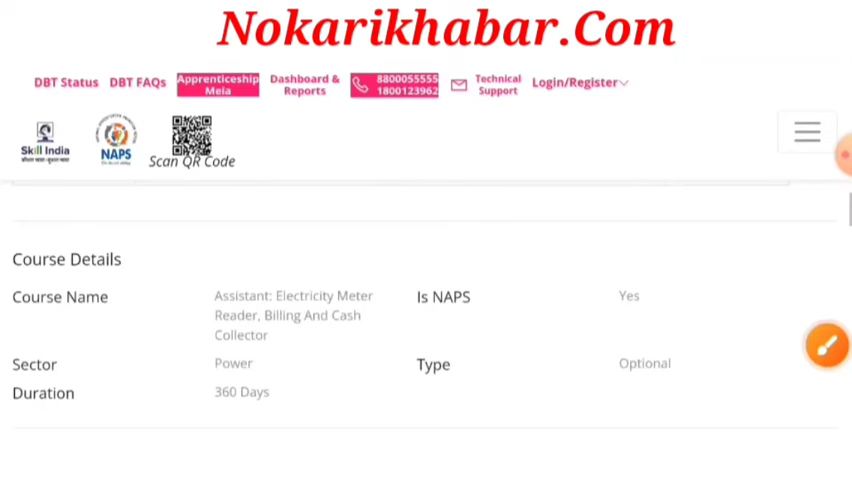 Nokarikhabar.Com
DBT Status DBT FAQs Apprenticeship Mela Dashboard & Reports 8800055555 1800123962 Technical Support Login/Register
Skill India
NAPS
Scan QR Code
Course Details
Course Name Assistant: Electricity Meter Reader, Billing And Cash Collector Is NAPS Yes
Sector Power Type Optional
Duration 360 Days